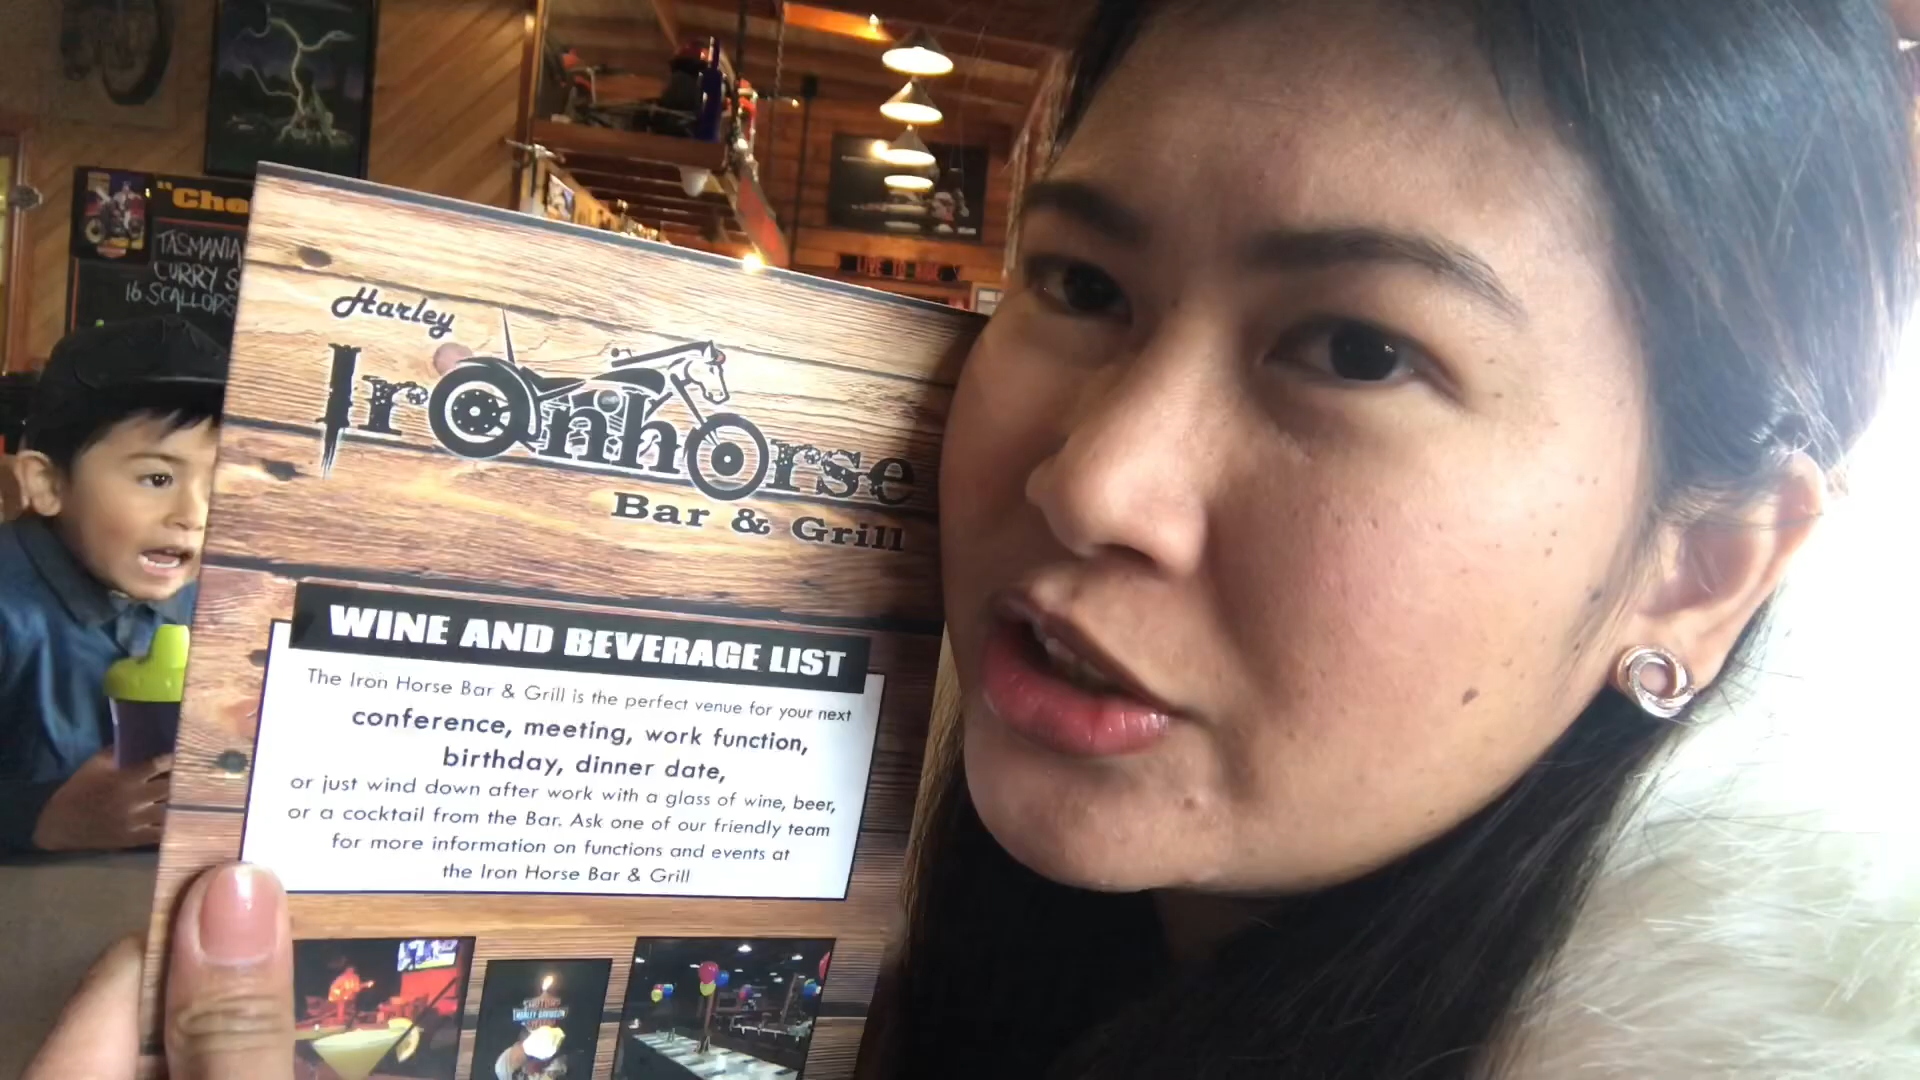 "Che
TASMANIA
CURRY S
16 SCALLOPS
Harley
Ironhorse
Bar & Grill
WINE AND BEVERAGE LIST
The Iron Horse Bar & Grill is the perfect venue for your next
conference, meeting, work function,
birthday, dinner date,
or just wind down after work with a glass of wine, beer,
or a cocktail from the Bar. Ask one of our friendly team
for more information on functions and events at
the Iron Horse Bar & Grill